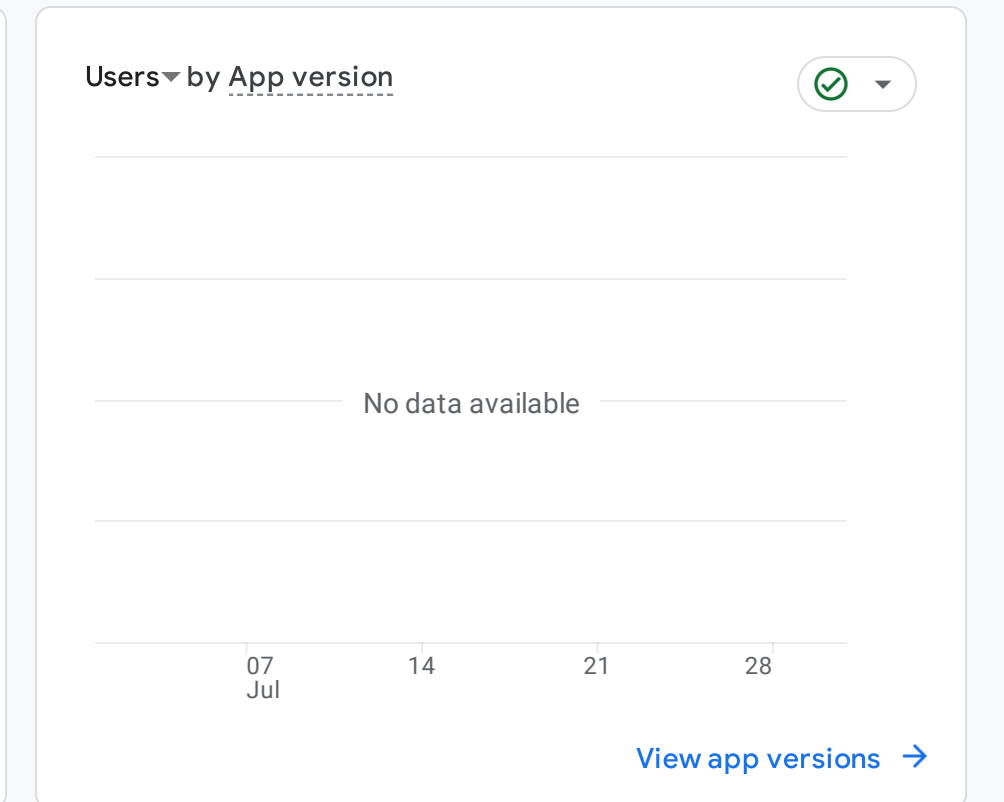 Users by App version
No data available
07 14 21 28
Jul
View app versions